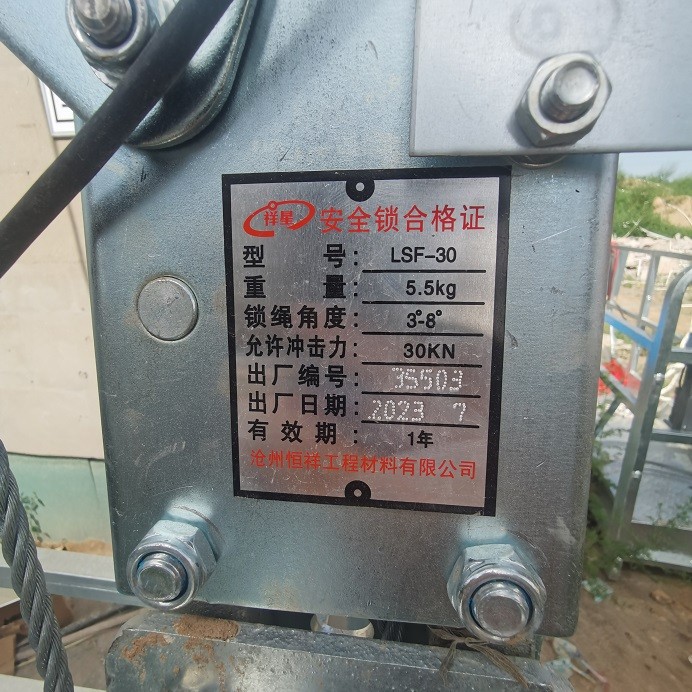 祥星 安全锁合格证
型 号： LSF-30
重 量： 5.5kg
锁绳角度： 3°-8°
允许冲击力： 30KN
出厂编号： 35503
出厂日期： 2023 7
有效期： 1年
沧州恒祥工程材料有限公司